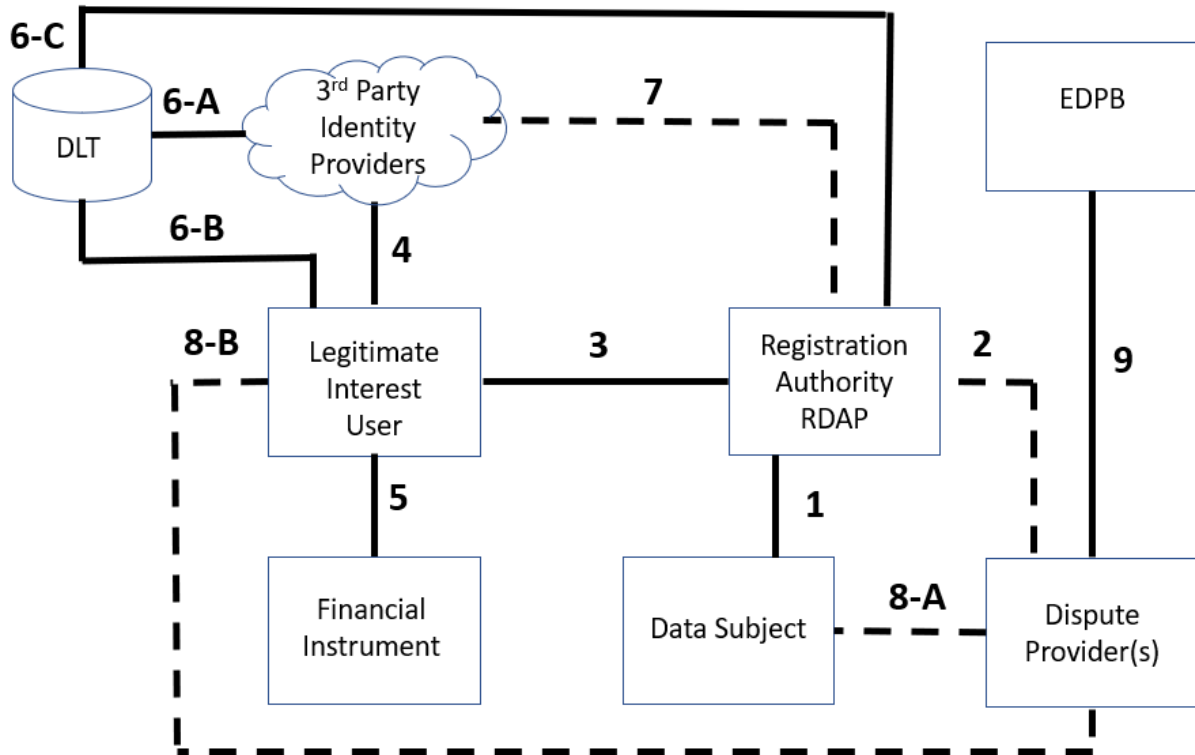 6-C
DLT
6-A
3rd Party
Identity
Providers
7
EDPB
6-B
4
8-B
Legitimate
Interest
User
3
Registration
Authority
RDAP
2
9
5
1
Financial
Instrument
Data Subject
8-A
Dispute
Provider(s)